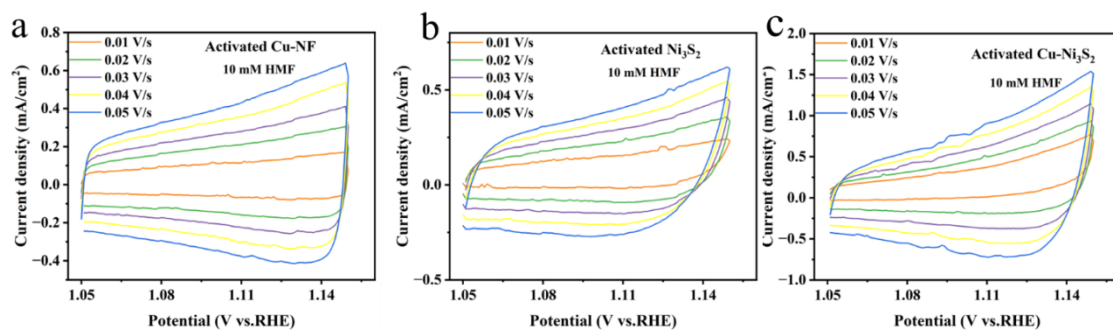 a
0.01 V/s
0.02 V/s
0.03 V/s
0.04 V/s
0.05 V/s
Activated Cu-NF
10 mM HMF
Current density (mA/cm²)
0.8
0.6
0.4
0.2
0.0
−0.2
−0.4
1.05
1.08
1.11
1.14
Potential (V vs.RHE)
b
0.01 V/s
0.02 V/s
0.03 V/s
0.04 V/s
0.05 V/s
Activated Ni₃S₂
10 mM HMF
Current density (mA/cm²)
0.5
0.0
−0.5
1.05
1.08
1.11
1.14
Potential (V vs.RHE)
c
0.01 V/s
0.02 V/s
0.03 V/s
0.04 V/s
0.05 V/s
Activated Cu-Ni₃S₂
10 mM HMF
Current density (mA/cm²)
2.0
1.5
1.0
0.5
0.0
−0.5
−1.0
1.05
1.08
1.11
1.14
Potential (V vs.RHE)